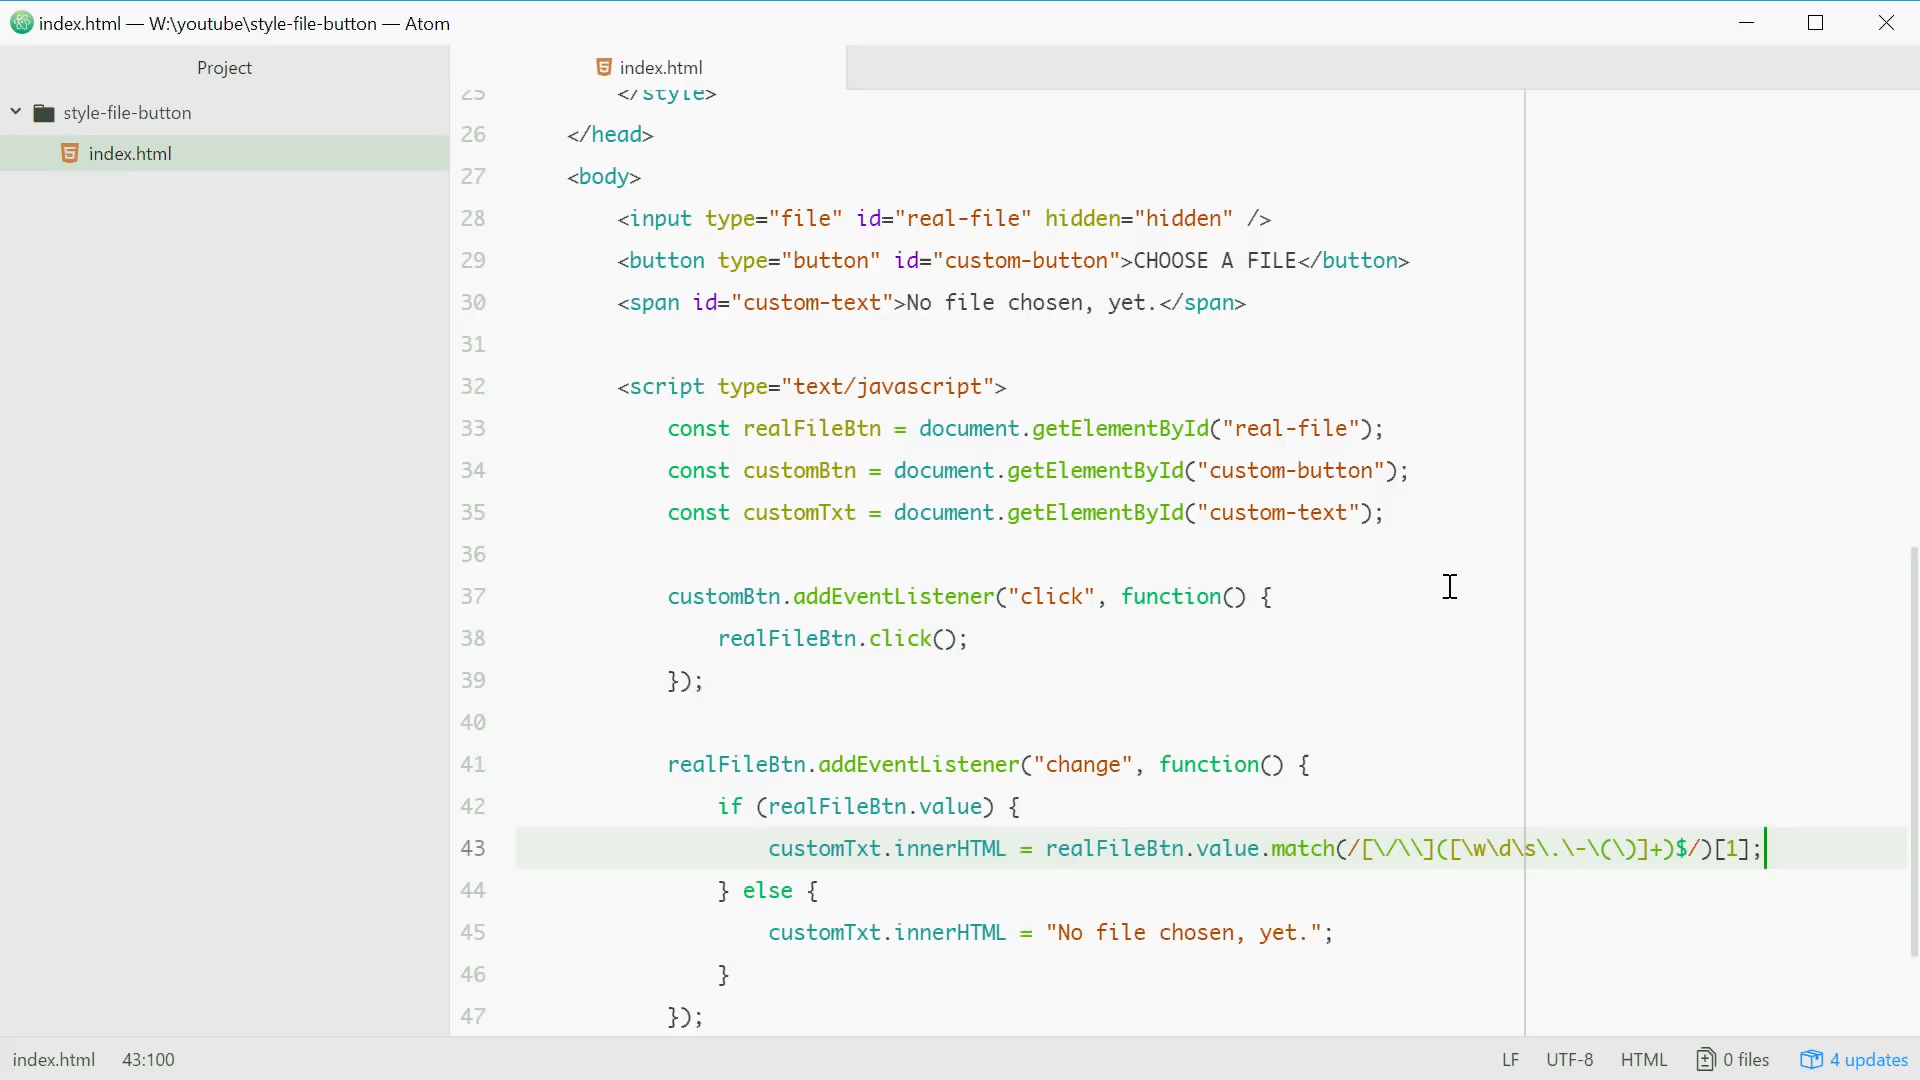 index.html — W:\youtube\style-file-button — Atom
Project
style-file-button
index.html
index.html
25 </style>
26 </head>
27 <body>
28 <input type="file" id="real-file" hidden="hidden" />
29 <button type="button" id="custom-button">CHOOSE A FILE</button>
30 <span id="custom-text">No file chosen, yet.</span>
31
32 <script type="text/javascript">
33 const realFileBtn = document.getElementById("real-file");
34 const customBtn = document.getElementById("custom-button");
35 const customTxt = document.getElementById("custom-text");
36
37 customBtn.addEventListener("click", function() {
38 realFileBtn.click();
39 });
40
41 realFileBtn.addEventListener("change", function() {
42 if (realFileBtn.value) {
43 customTxt.innerHTML = realFileBtn.value.match(/[\/\\]([\w\d\s\.\-\(\)]+)$/)[1];
44 } else {
45 customTxt.innerHTML = "No file chosen, yet.";
46 }
47 });
index.html 43:100 LF UTF-8 HTML 0 files 4 updates